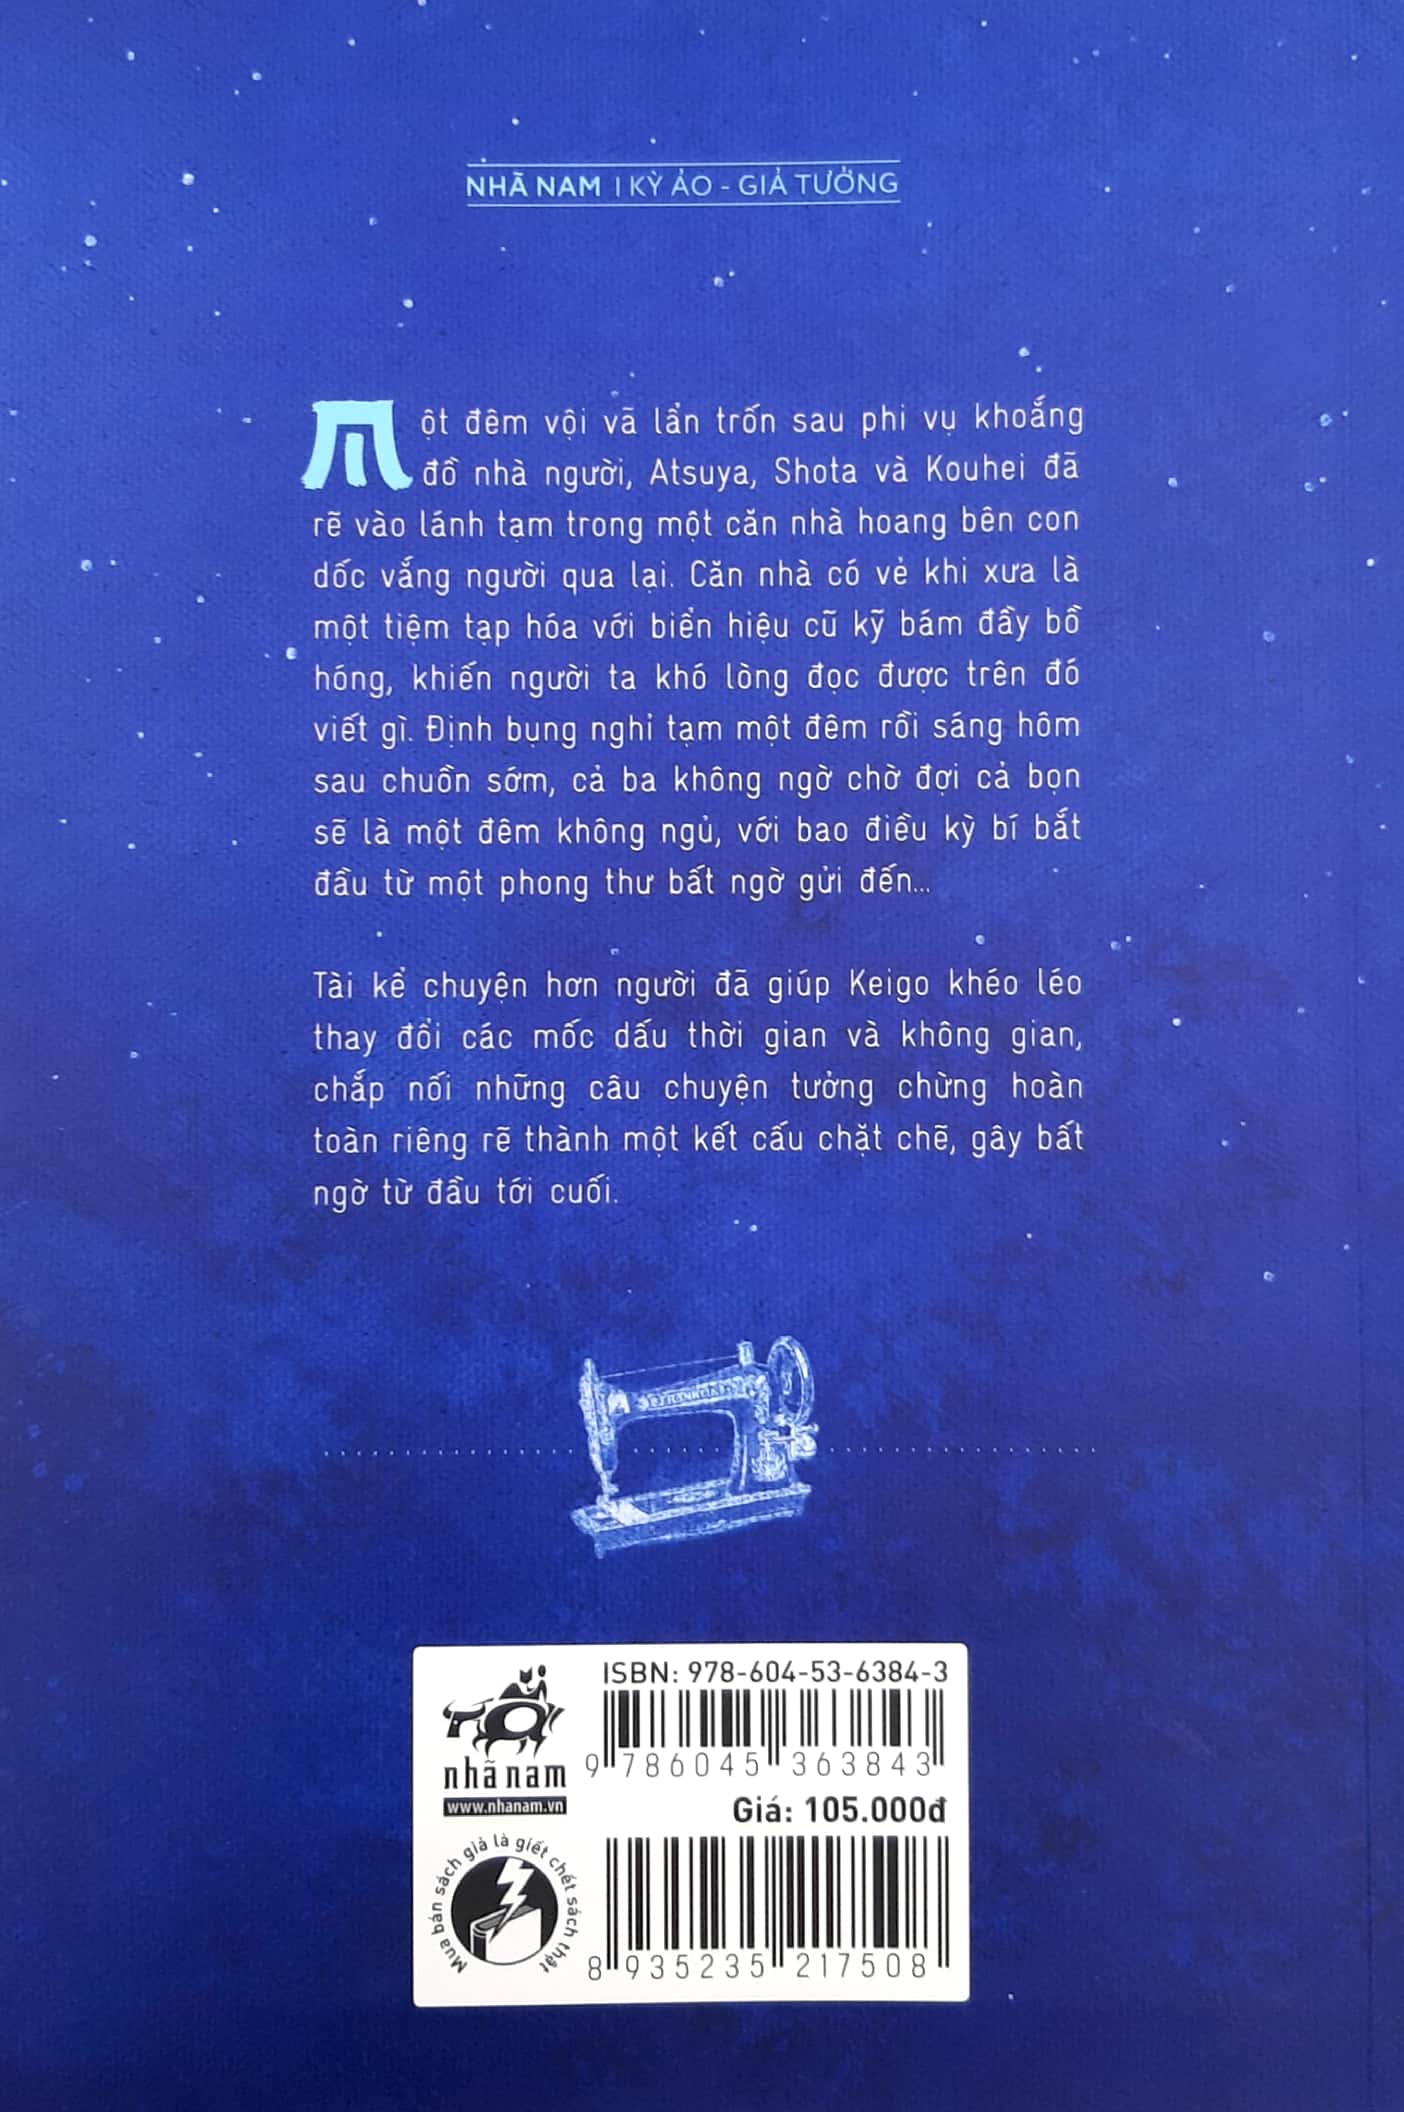 NHÃ NAM | KỲ ẢO - GIẢ TƯỞNG
Một đêm vội vã lẩn trốn sau phi vụ khoắng
đồ nhà người, Atsuya, Shota và Kouhei đã
rẽ vào lánh tạm trong một căn nhà hoang bên con
dốc vắng người qua lại. Căn nhà có vẻ khi xưa là
một tiệm tạp hóa với biển hiệu cũ kỹ bám đầy bồ
hóng, khiến người ta khó lòng đọc được trên đó
viết gì. Định bụng nghỉ tạm một đêm rồi sáng hôm
sau chuồn sớm, cả ba không ngờ chờ đợi cả bọn
sẽ là một đêm không ngủ, với bao điều kỳ bí bắt
đầu từ một phong thư bất ngờ gửi đến...
Tài kể chuyện hơn người đã giúp Keigo khéo léo
thay đổi các mốc dấu thời gian và không gian,
chắp nối những câu chuyện tưởng chừng hoàn
toàn riêng rẽ thành một kết cấu chặt chẽ, gây bất
ngờ từ đầu tới cuối.
nhã nam
www.nhanam.vn
Mua bán sách giả là giết chết sách thật
ISBN: 978-604-53-6384-3
9 786045 363843
Giá: 105.000đ
8 935235 217508